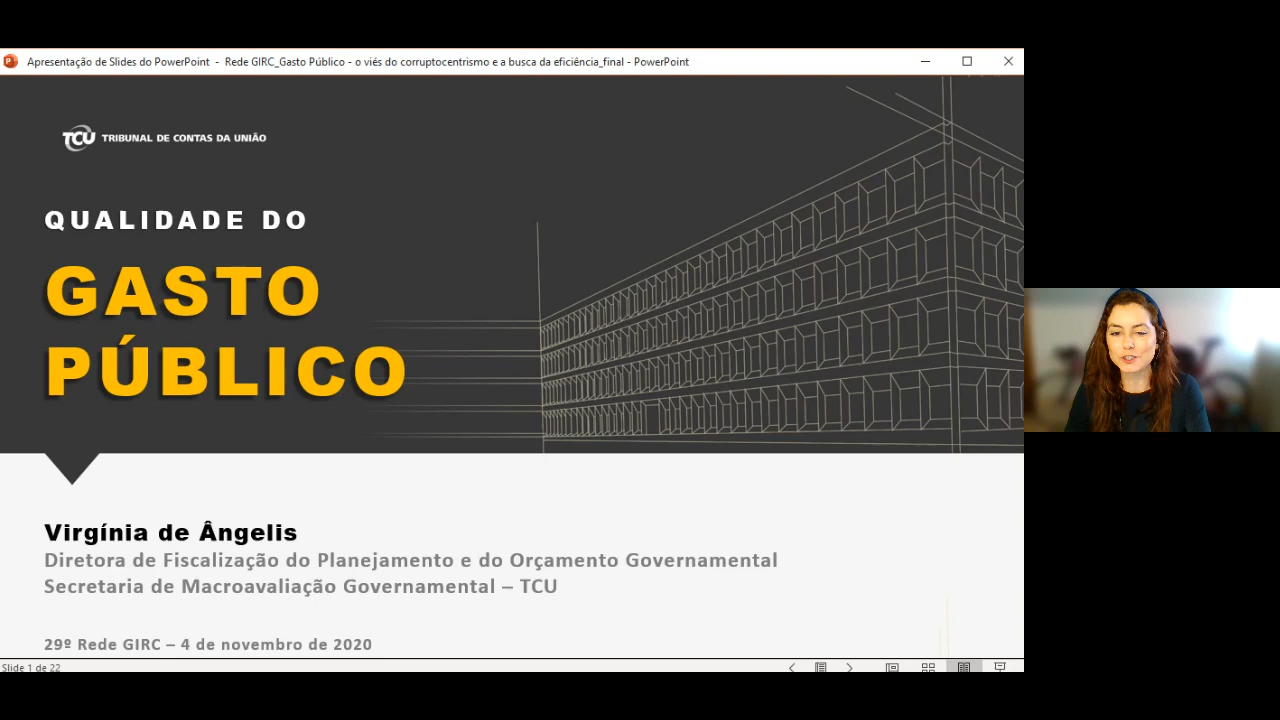 Apresentação de Slides do PowerPoint - Rede GIRC_Gasto Público - o viés do corruptocentrismo e a busca da eficiência_final - PowerPoint
TCU TRIBUNAL DE CONTAS DA UNIÃO
QUALIDADE DO
GASTO
PÚBLICO
Virgínia de Ângelis
Diretora de Fiscalização do Planejamento e do Orçamento Governamental
Secretaria de Macroavaliação Governamental – TCU
29º Rede GIRC – 4 de novembro de 2020
Slide 1 de 22